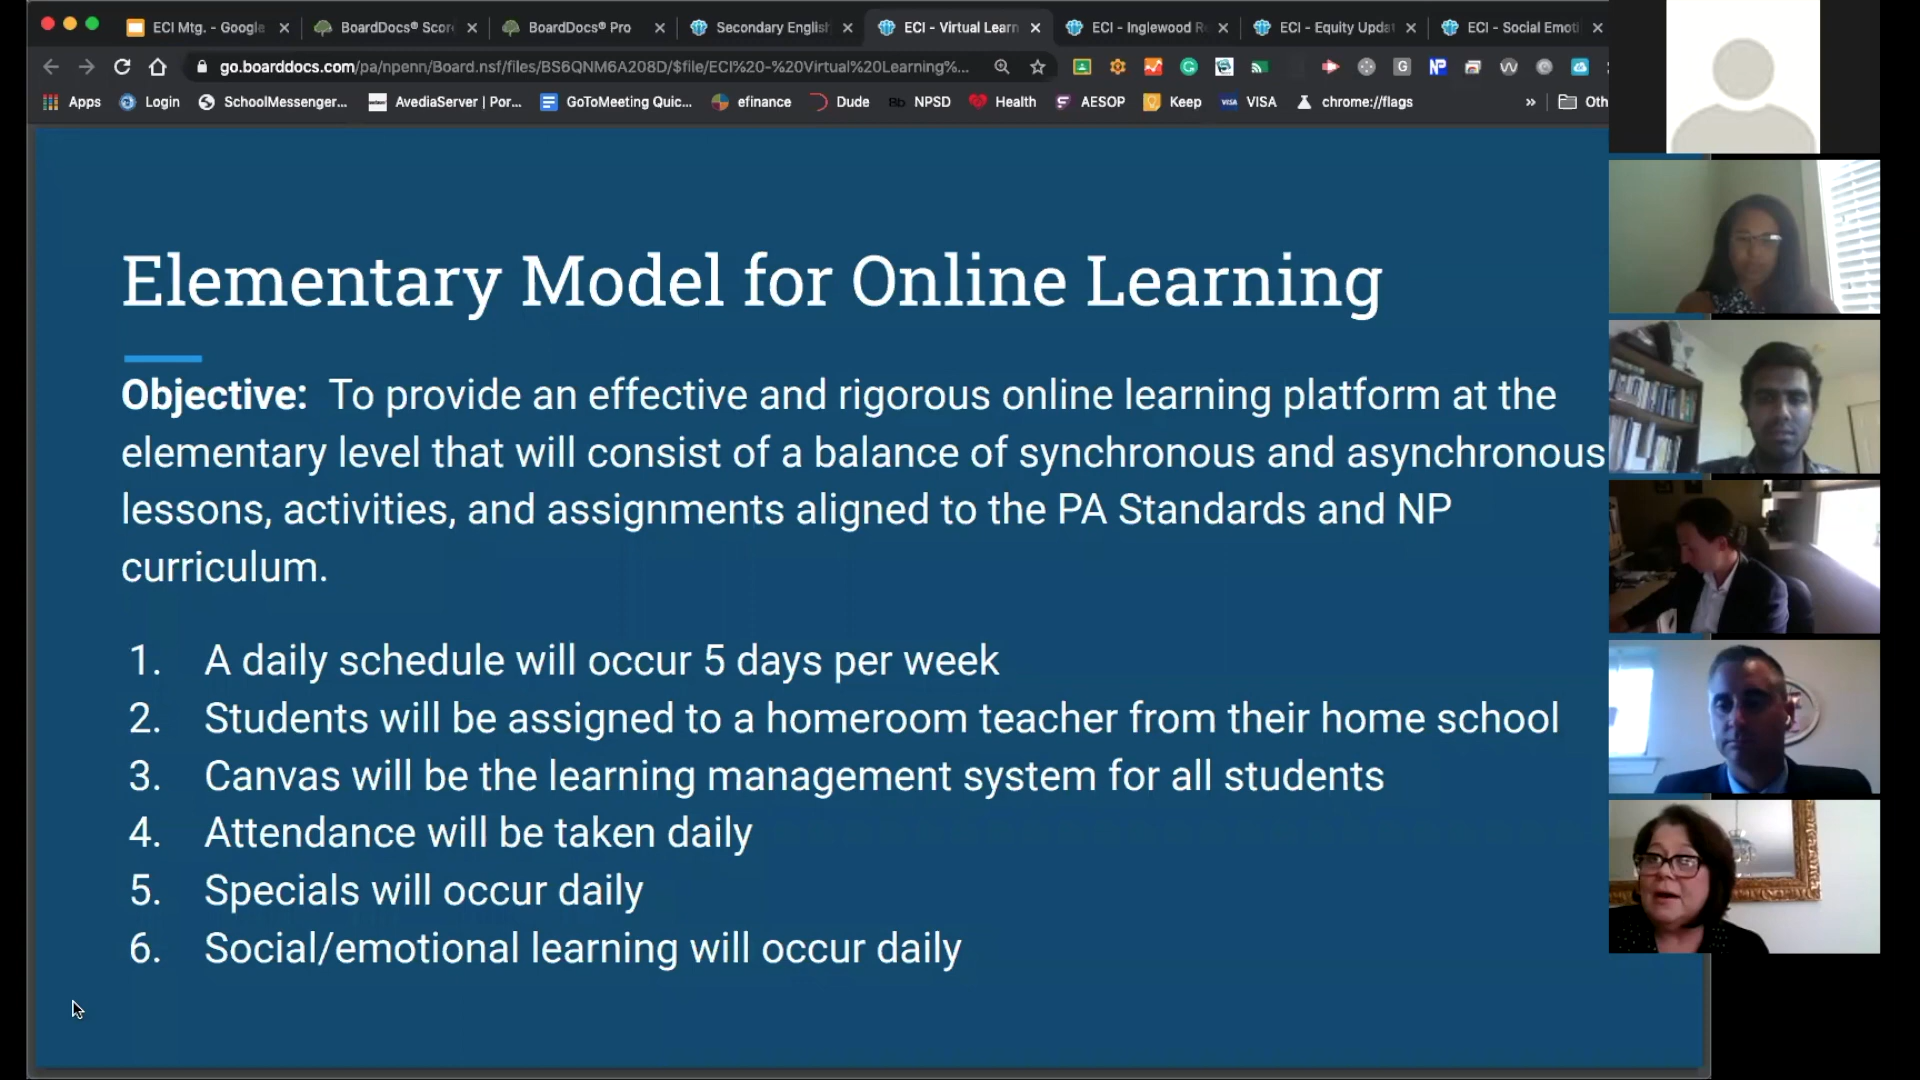 ECI Mtg. - Google
BoardDocs® Scor
BoardDocs® Pro
Secondary English
ECI - Virtual Learn
ECI - Inglewood R
ECI - Equity Updat
ECI - Social Emoti
go.boarddocs.com/pa/npenn/Board.nsf/files/BS6QNM6A208D/$file/ECI%20-%20Virtual%20Learning%...
Apps
Login
SchoolMessenger...
AvediaServer | Por...
GoToMeeting Quic...
efinance
Dude
Bb NPSD
Health
AESOP
Keep
VISA VISA
chrome://flags
»
Oth
Elementary Model for Online Learning
Objective: To provide an effective and rigorous online learning platform at the
elementary level that will consist of a balance of synchronous and asynchronous
lessons, activities, and assignments aligned to the PA Standards and NP
curriculum.
1. A daily schedule will occur 5 days per week
2. Students will be assigned to a homeroom teacher from their home school
3. Canvas will be the learning management system for all students
4. Attendance will be taken daily
5. Specials will occur daily
6. Social/emotional learning will occur daily